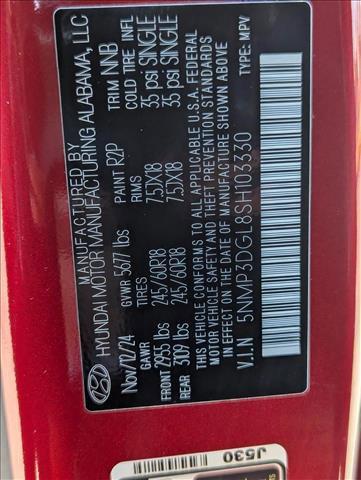 MANUFACTURED BY
HYUNDAI MOTOR MANUFACTURING ALABAMA, LLC
Nov/12/24 GVWR 5677 lbs PAINT R2P TRIM NNB
GAWR TIRES RIMS COLD TIRE INFL
FRONT 2955 lbs 245/60R18 7.5JX18 35 psi SINGLE
REAR 3109 lbs 245/60R18 7.5JX18 35 psi SINGLE
THIS VEHICLE CONFORMS TO ALL APPLICABLE U.S.A. FEDERAL
MOTOR VEHICLE SAFETY AND THEFT PREVENTION STANDARDS
IN EFFECT ON THE DATE OF MANUFACTURE SHOWN ABOVE
V.I.N 5NMP3DGL8SH103330 TYPE: MPV
J530